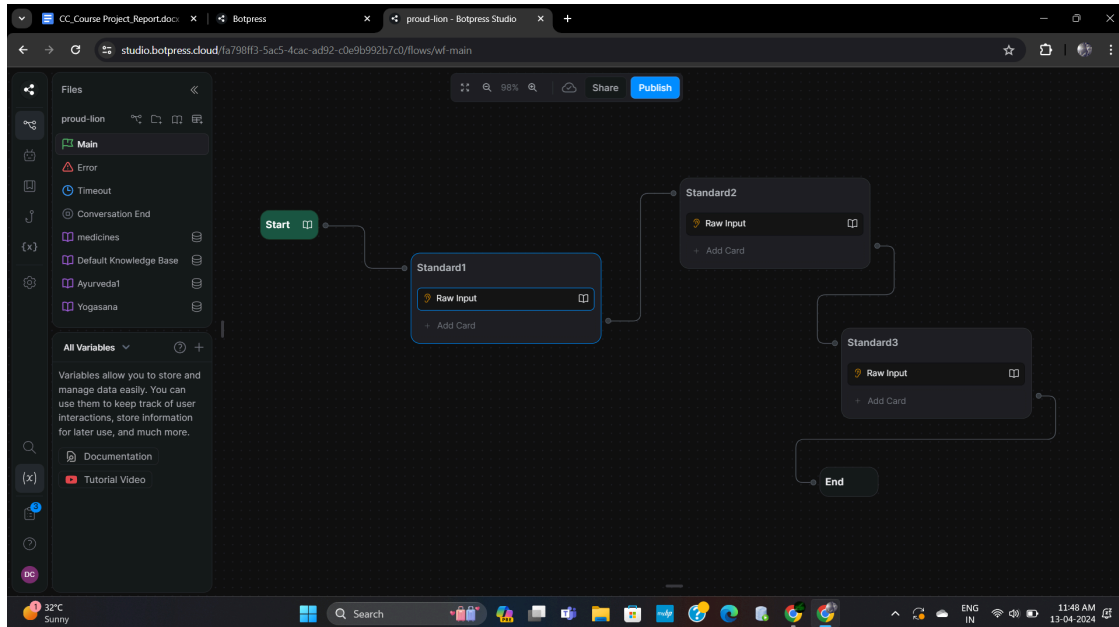 CC_Course Project_Report.docx
Botpress
proud-lion - Botpress Studio
studio.botpress.cloud/fa798ff3-5ac5-4cac-ad92-c0e9b992b7c0/flows/wf-main
Files
98%
Share
Publish
proud-lion
Main
Error
Timeout
Conversation End
medicines
Default Knowledge Base
Ayurveda1
Yogasana
Start
Standard1
Raw Input
+ Add Card
Standard2
Raw Input
+ Add Card
Standard3
Raw Input
+ Add Card
End
All Variables
Variables allow you to store and
manage data easily. You can
use them to keep track of user
interactions, store information
for later use, and much more.
Documentation
Tutorial Video
{x}
(x)
3
DC
1
32°C
Sunny
Search
PRE
myhp
ENG
IN
11:48 AM
13-04-2024